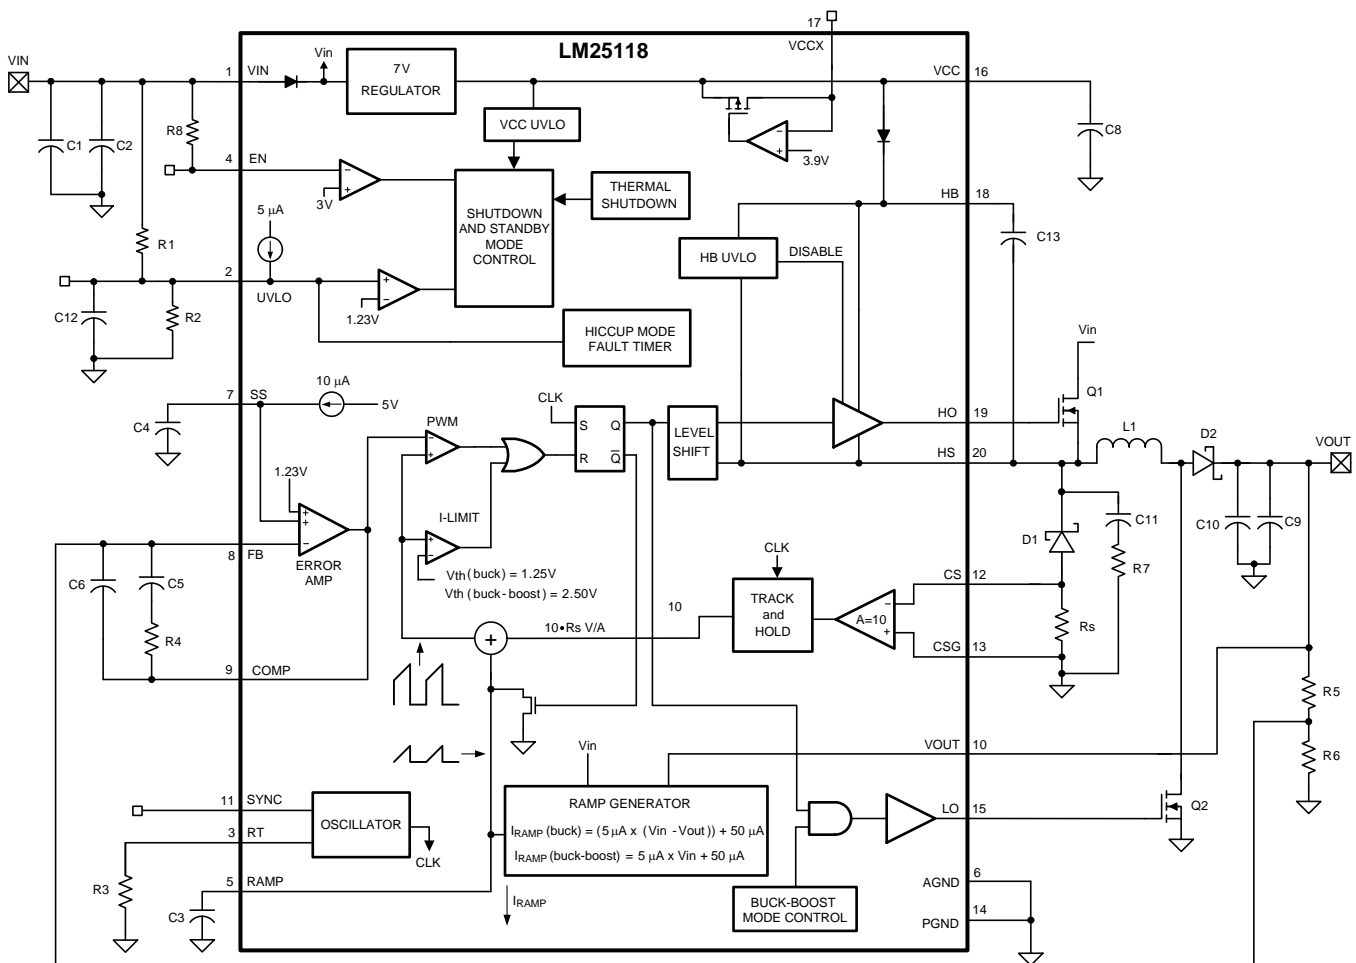 LM25118
17
VCCX
VIN
1
VIN
Vin
7V
REGULATOR
VCC
16
C1
C2
R8
VCC UVLO
3.9V
C8
4
EN
3V
THERMAL
SHUTDOWN
HB
18
5 μA
SHUTDOWN
AND STANDBY
MODE
CONTROL
HB UVLO
DISABLE
C13
R1
2
UVLO
1.23V
C12
R2
HICCUP MODE
FAULT TIMER
Vin
7
SS
10 μA
5V
CLK
PWM
S
Q
R
Q̅
LEVEL
SHIFT
HO
19
Q1
C4
HS
20
L1
D2
VOUT
1.23V
I-LIMIT
C11
C10
C9
D1
R7
8
FB
ERROR
AMP
CLK
C6
C5
Vth (buck) = 1.25V
Vth (buck-boost) = 2.50V
CS
12
R4
10
TRACK
and
HOLD
A=10
Rs
10•Rs V/A
CSG
13
9
COMP
R5
Vin
VOUT
10
R6
11
SYNC
OSCILLATOR
3
RT
CLK
RAMP GENERATOR
IRAMP (buck) = (5 μA x (Vin - Vout)) + 50 μA
IRAMP (buck-boost) = 5 μA x Vin + 50 μA
LO
15
Q2
R3
5
RAMP
C3
IRAMP
BUCK-BOOST
MODE CONTROL
AGND
6
PGND
14